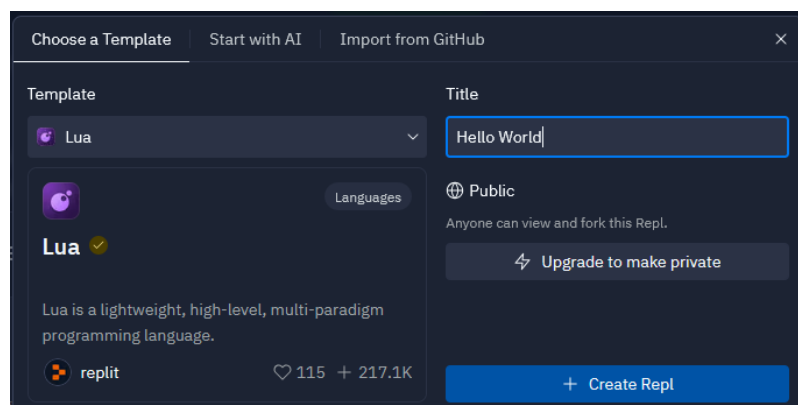 Choose a Template
Start with AI
Import from GitHub
Template
Lua
Languages
Lua
Lua is a lightweight, high-level, multi-paradigm
programming language.
replit
115
217.1K
Title
Hello World
Public
Anyone can view and fork this Repl.
Upgrade to make private
+ Create Repl